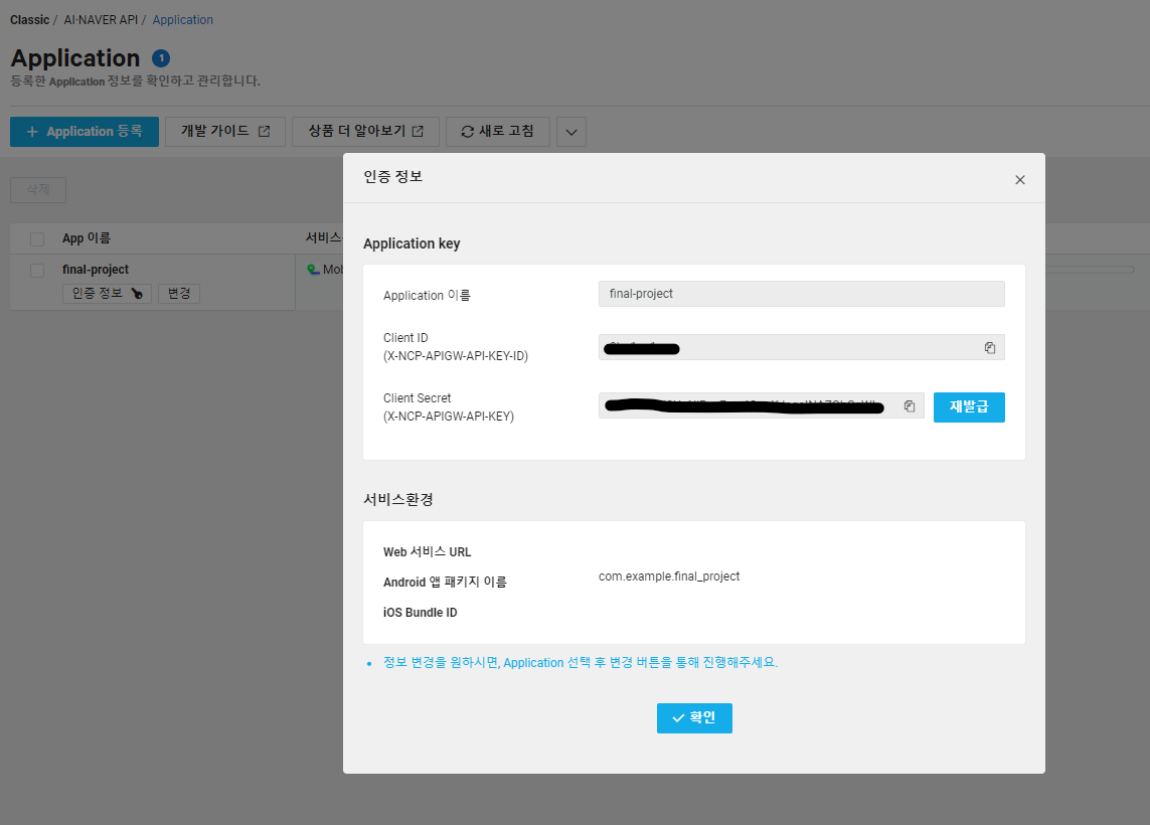 Classic / AI·NAVER API / Application
Application 1
등록한 Application 정보를 확인하고 관리합니다.
+ Application 등록
개발 가이드
상품 더 알아보기
새로 고침
삭제
App 이름
서비스
final-project
Mob
인증 정보
변경
인증 정보
Application key
Application 이름
final-project
Client ID
(X-NCP-APIGW-API-KEY-ID)
Client Secret
(X-NCP-APIGW-API-KEY)
재발급
서비스환경
Web 서비스 URL
Android 앱 패키지 이름
com.example.final_project
iOS Bundle ID
정보 변경을 원하시면, Application 선택 후 변경 버튼을 통해 진행해주세요.
확인